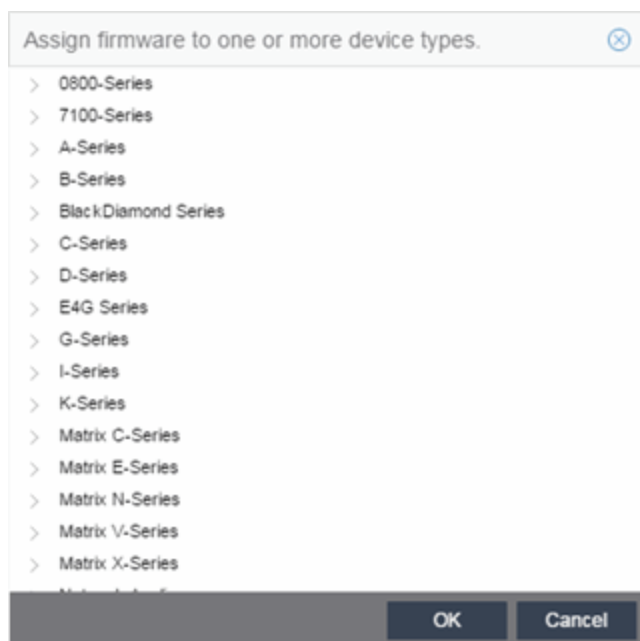 Assign firmware to one or more device types.
0800-Series
7100-Series
A-Series
B-Series
BlackDiamond Series
C-Series
D-Series
E4G Series
G-Series
I-Series
K-Series
Matrix C-Series
Matrix E-Series
Matrix N-Series
Matrix V-Series
Matrix X-Series
OK Cancel